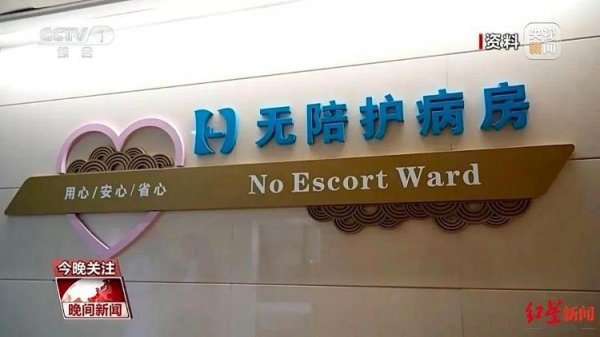 CCTV 1
综合
资料
央视
新闻
无陪护病房
用心/安心/省心
No Escort Ward
今晚关注
晚间新闻
红星新闻